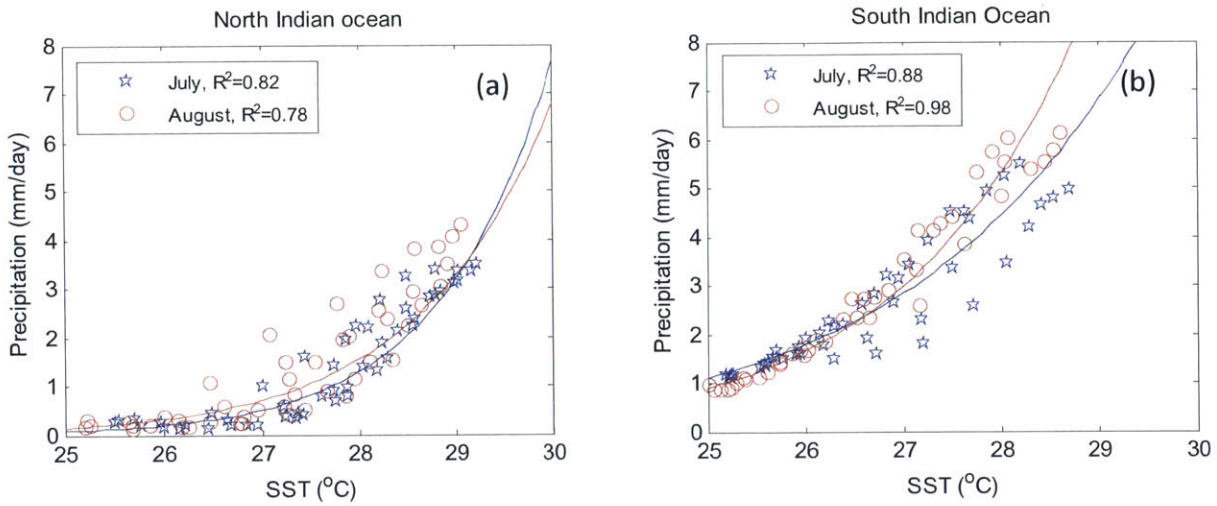 North Indian ocean
8
7
6
5
4
3
2
1
0
Precipitation (mm/day)
July, R²=0.82
August, R²=0.78
(a)
25 26 27 28 29 30
SST (°C)
South Indian Ocean
8
7
6
5
4
3
2
1
0
Precipitation (mm/day)
July, R²=0.88
August, R²=0.98
(b)
25 26 27 28 29 30
SST (°C)